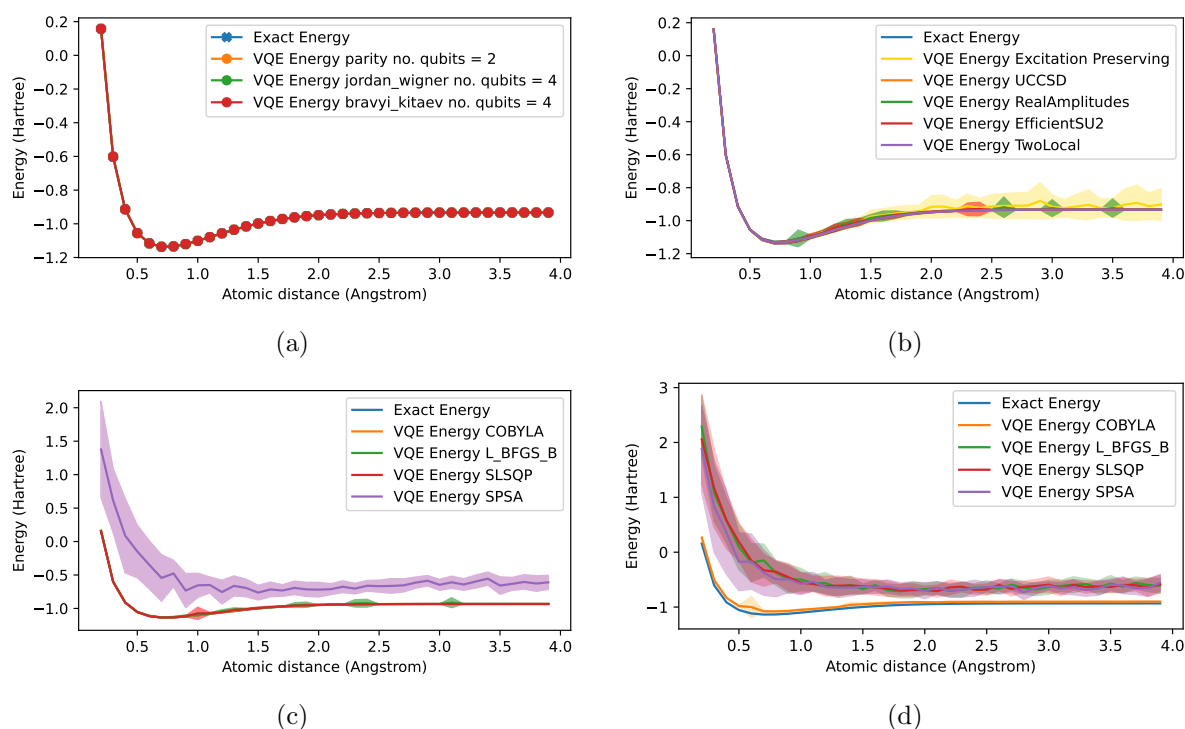 0.2
0.0
−0.2
−0.4
−0.6
−0.8
−1.0
−1.2
Energy (Hartree)
Exact Energy
VQE Energy parity no. qubits = 2
VQE Energy jordan_wigner no. qubits = 4
VQE Energy bravyi_kitaev no. qubits = 4
0.5 1.0 1.5 2.0 2.5 3.0 3.5 4.0
Atomic distance (Angstrom)
(a)
0.2
0.0
−0.2
−0.4
−0.6
−0.8
−1.0
−1.2
Energy (Hartree)
Exact Energy
VQE Energy Excitation Preserving
VQE Energy UCCSD
VQE Energy RealAmplitudes
VQE Energy EfficientSU2
VQE Energy TwoLocal
0.5 1.0 1.5 2.0 2.5 3.0 3.5 4.0
Atomic distance (Angstrom)
(b)
2.0
1.5
1.0
0.5
0.0
−0.5
−1.0
Energy (Hartree)
Exact Energy
VQE Energy COBYLA
VQE Energy L_BFGS_B
VQE Energy SLSQP
VQE Energy SPSA
0.5 1.0 1.5 2.0 2.5 3.0 3.5 4.0
Atomic distance (Angstrom)
(c)
3
2
1
0
−1
Energy (Hartree)
Exact Energy
VQE Energy COBYLA
VQE Energy L_BFGS_B
VQE Energy SLSQP
VQE Energy SPSA
0.5 1.0 1.5 2.0 2.5 3.0 3.5 4.0
Atomic distance (Angstrom)
(d)